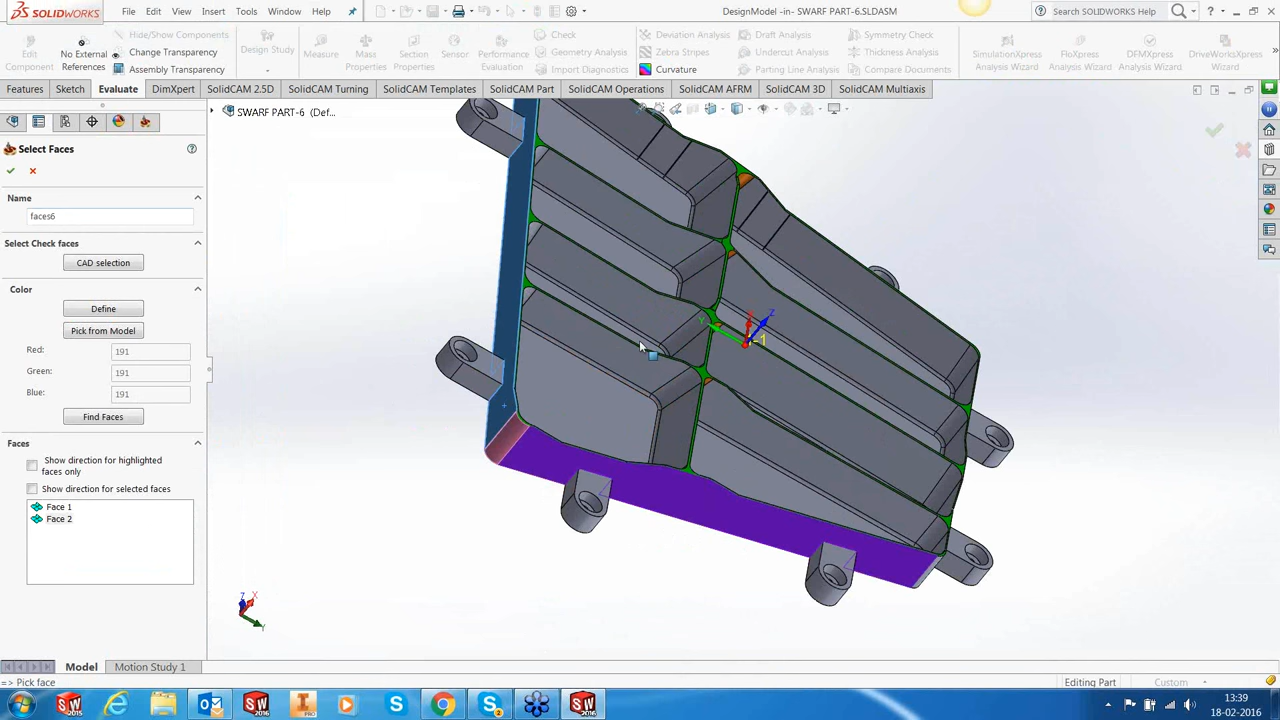 SOLIDWORKS
File
Edit
View
Insert
Tools
Window
Help
DesignModel -in- SWARF PART-6.SLDASM
Search SOLIDWORKS Help
Edit
Component
No External
References
Hide/Show Components
Change Transparency
Assembly Transparency
Design Study
Measure
Mass
Properties
Section
Properties
Sensor
Performance
Evaluation
Check
Geometry Analysis
Import Diagnostics
Deviation Analysis
Zebra Stripes
Curvature
Draft Analysis
Undercut Analysis
Parting Line Analysis
Symmetry Check
Thickness Analysis
Compare Documents
SimulationXpress
Analysis Wizard
FloXpress
Analysis Wizard
DFMXpress
Analysis Wizard
DriveWorksXpress
Wizard
Features
Sketch
Evaluate
DimXpert
SolidCAM 2.5D
SolidCAM Turning
SolidCAM Templates
SolidCAM Part
SolidCAM Operations
SolidCAM AFRM
SolidCAM 3D
SolidCAM Multiaxis
SWARF PART-6 (Def...
Select Faces
Name
faces6
Select Check faces
CAD selection
Color
Define
Pick from Model
Red:
191
Green:
191
Blue:
191
Find Faces
Faces
Show direction for highlighted
faces only
Show direction for selected faces
Face 1
Face 2
Z
1
Z
X
Y
Model
Motion Study 1
=> Pick face
Editing Part
Custom
13:39
18-02-2016